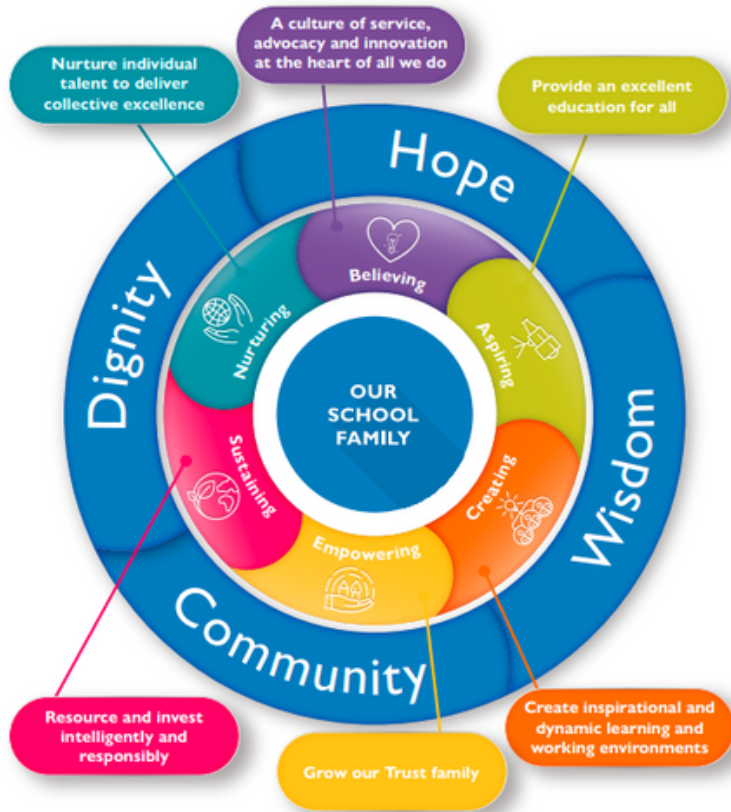 A culture of service,
advocacy and innovation
at the heart of all we do
Nurture individual
talent to deliver
collective excellence
Provide an excellent
education for all
Hope
Dignity
Wisdom
Community
Believing
Nurturing
Aspiring
OUR
SCHOOL
FAMILY
Sustaining
Creating
Empowering
Resource and invest
intelligently and
responsibly
Grow our Trust family
Create inspirational and
dynamic learning and
working environments